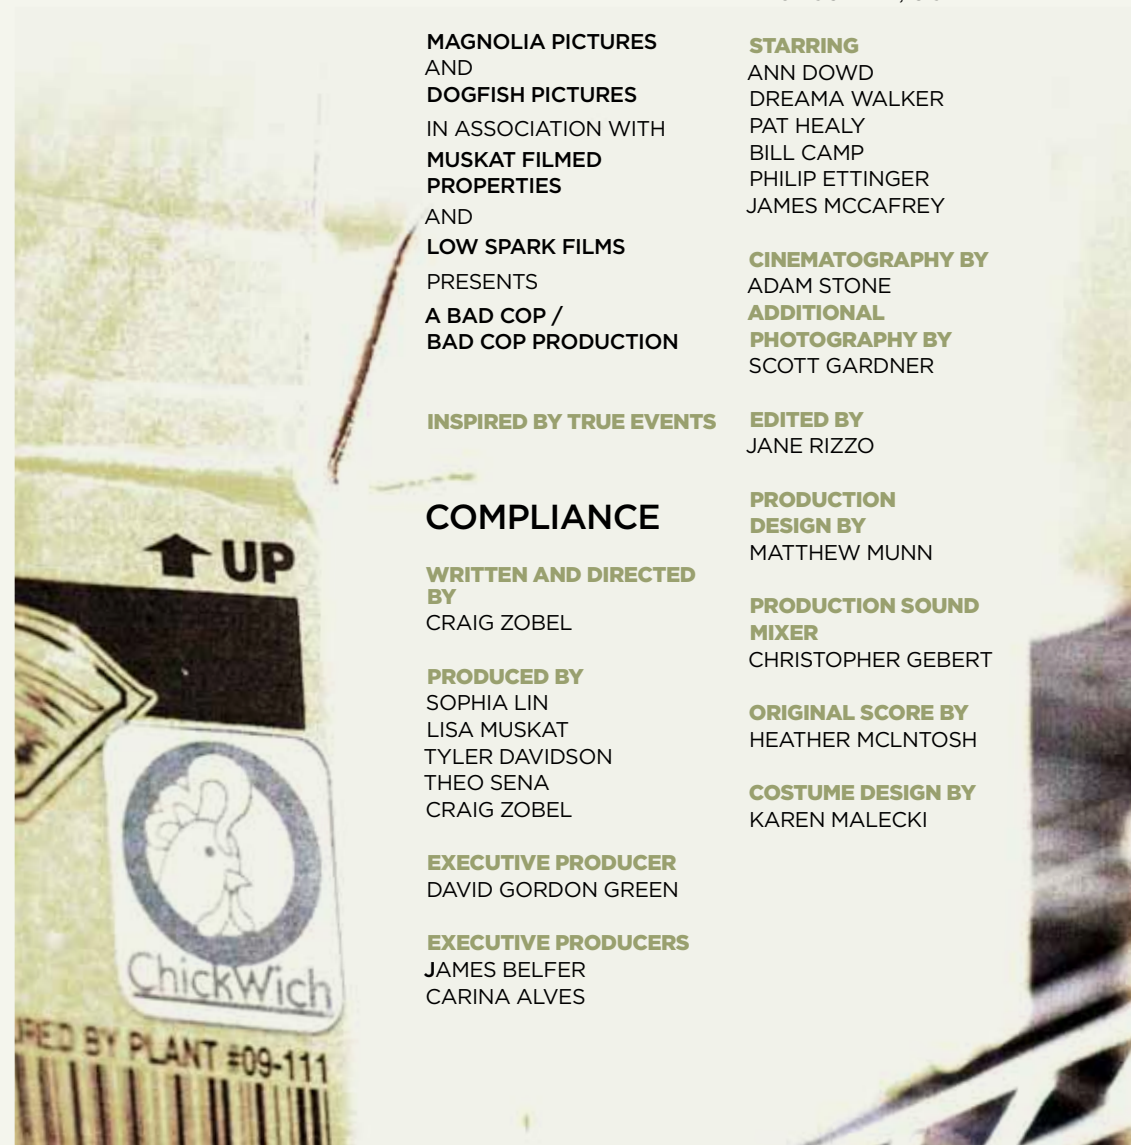 MAGNOLIA PICTURES
AND
DOGFISH PICTURES
IN ASSOCIATION WITH
MUSKAT FILMED
PROPERTIES
AND
LOW SPARK FILMS
PRESENTS
A BAD COP /
BAD COP PRODUCTION
INSPIRED BY TRUE EVENTS
COMPLIANCE
WRITTEN AND DIRECTED
BY
CRAIG ZOBEL
PRODUCED BY
SOPHIA LIN
LISA MUSKAT
TYLER DAVIDSON
THEO SENA
CRAIG ZOBEL
EXECUTIVE PRODUCER
DAVID GORDON GREEN
EXECUTIVE PRODUCERS
JAMES BELFER
CARINA ALVES
STARRING
ANN DOWD
DREAMA WALKER
PAT HEALY
BILL CAMP
PHILIP ETTINGER
JAMES MCCAFREY
CINEMATOGRAPHY BY
ADAM STONE
ADDITIONAL
PHOTOGRAPHY BY
SCOTT GARDNER
EDITED BY
JANE RIZZO
PRODUCTION
DESIGN BY
MATTHEW MUNN
PRODUCTION SOUND
MIXER
CHRISTOPHER GEBERT
ORIGINAL SCORE BY
HEATHER MCLNTOSH
COSTUME DESIGN BY
KAREN MALECKI
UP
ChickWich
BY PLANT #09-111